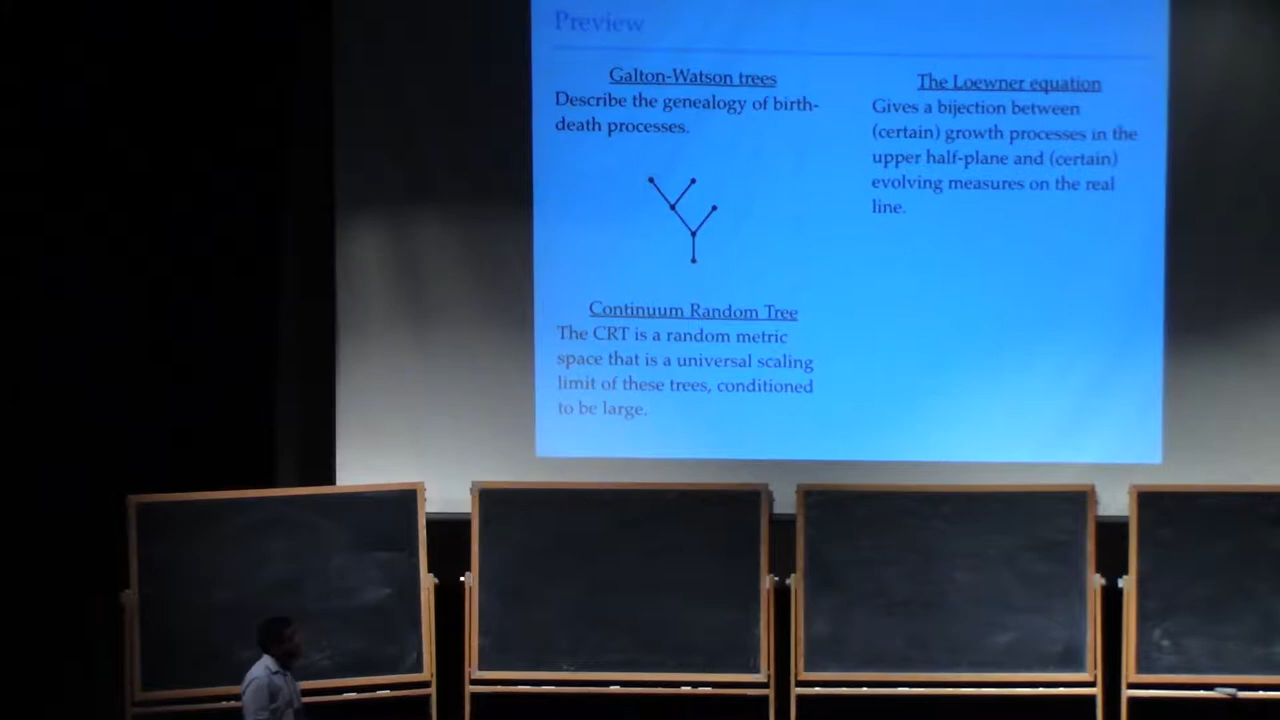 Preview
Galton-Watson trees
Describe the genealogy of birth-
death processes.
Continuum Random Tree
The CRT is a random metric
space that is a universal scaling
limit of these trees, conditioned
to be large.
The Loewner equation
Gives a bijection between
(certain) growth processes in the
upper half-plane and (certain)
evolving measures on the real
line.